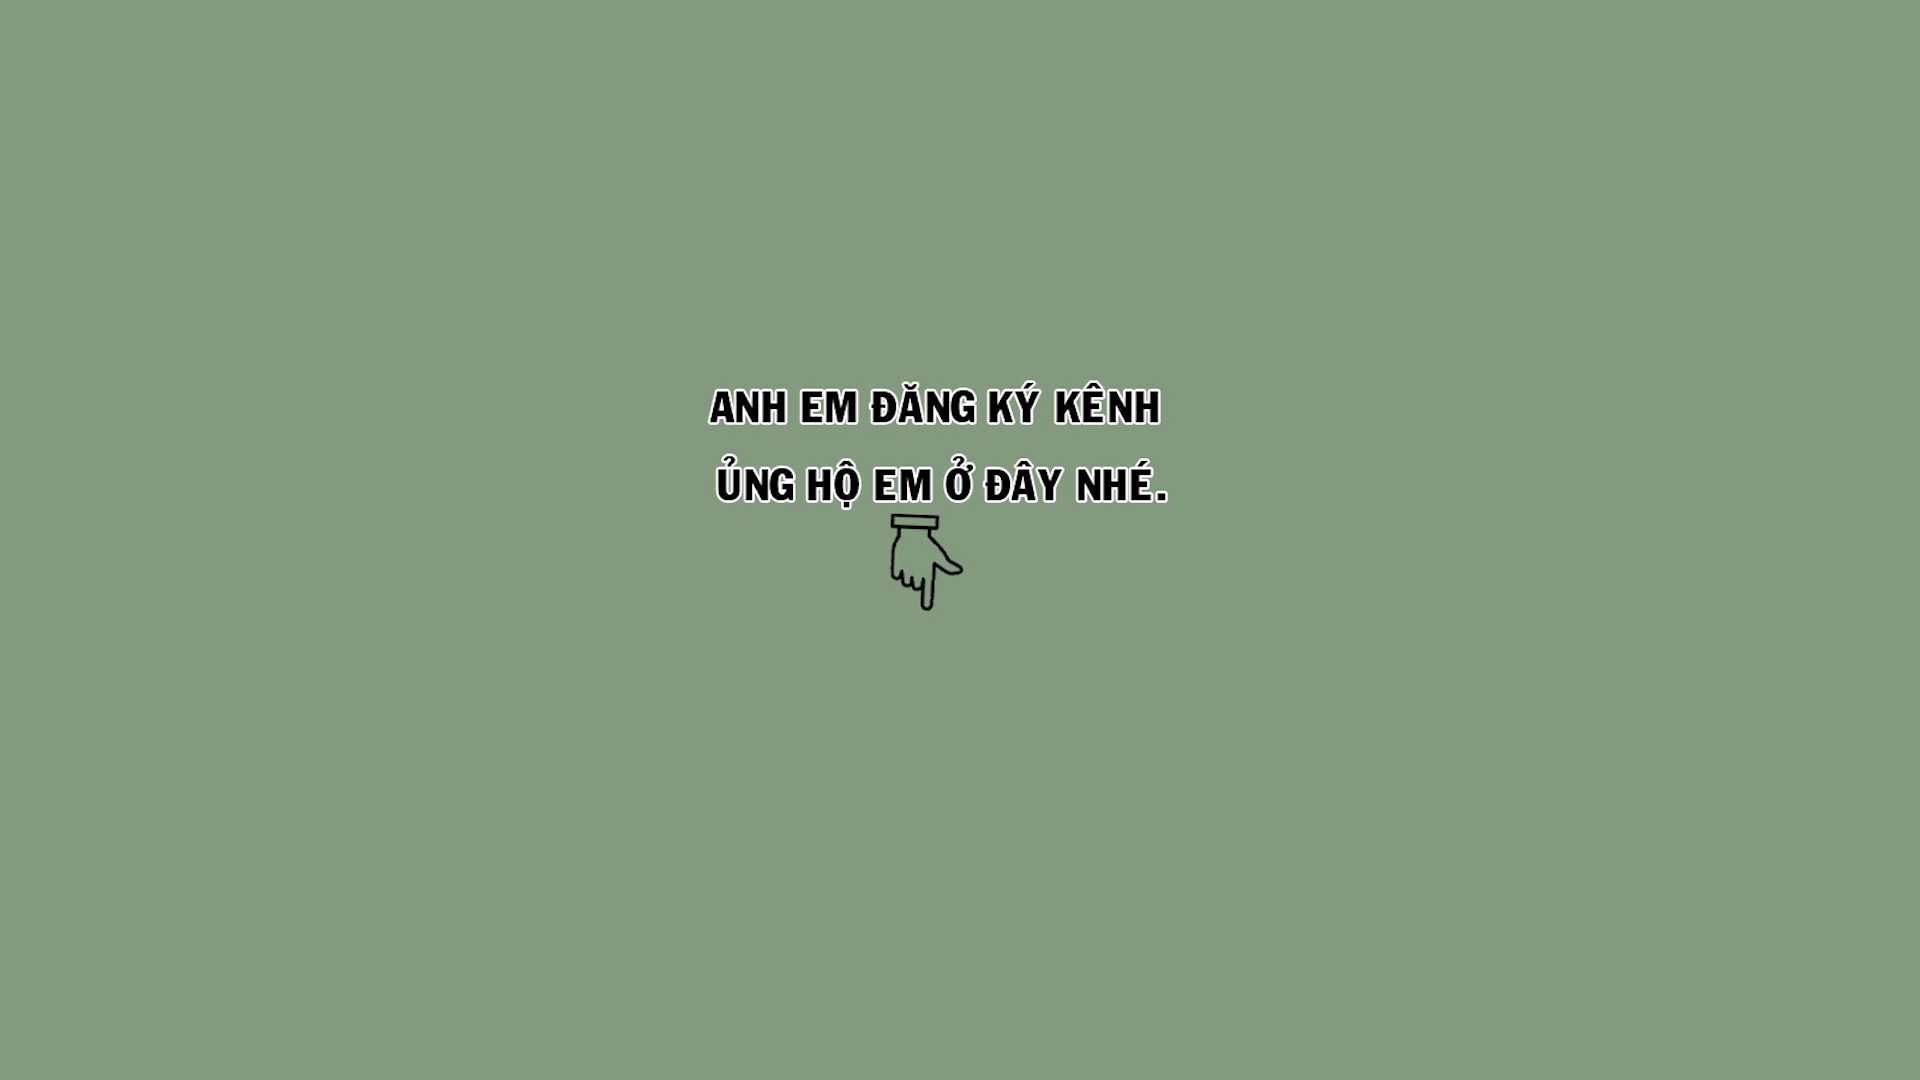 ANH EM ĐĂNG KÝ KÊNH
ỦNG HỘ EM Ở ĐÂY NHÉ.